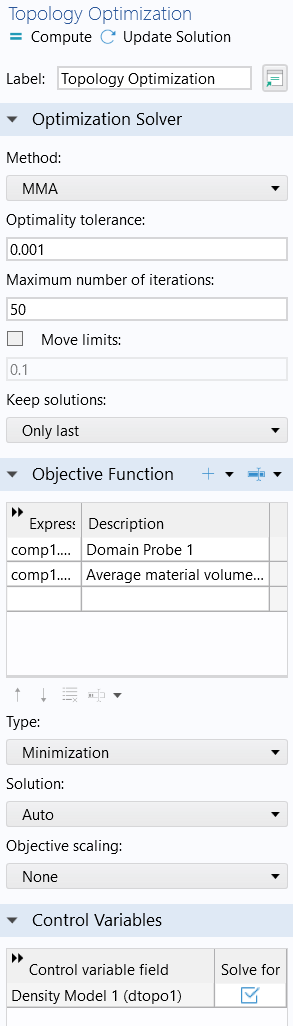 Topology Optimization
Compute Update Solution
Label: Topology Optimization
Optimization Solver
Method:
MMA
Optimality tolerance:
0.001
Maximum number of iterations:
50
Move limits:
0.1
Keep solutions:
Only last
Objective Function
Express Description
comp1.... Domain Probe 1
comp1.... Average material volume...
Type:
Minimization
Solution:
Auto
Objective scaling:
None
Control Variables
Control variable field Solve for
Density Model 1 (dtopo1)